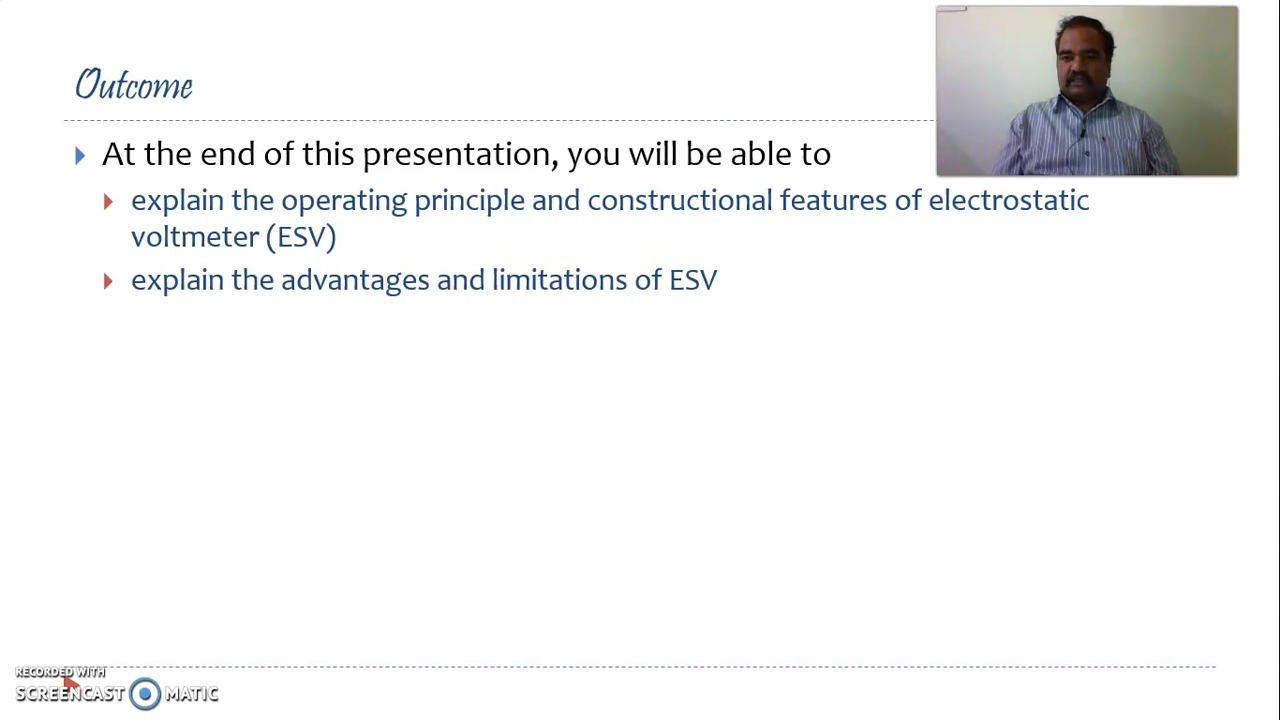 Outcome
At the end of this presentation, you will be able to
explain the operating principle and constructional features of electrostatic
voltmeter (ESV)
explain the advantages and limitations of ESV
RECORDED WITH
SCREENCAST MATIC